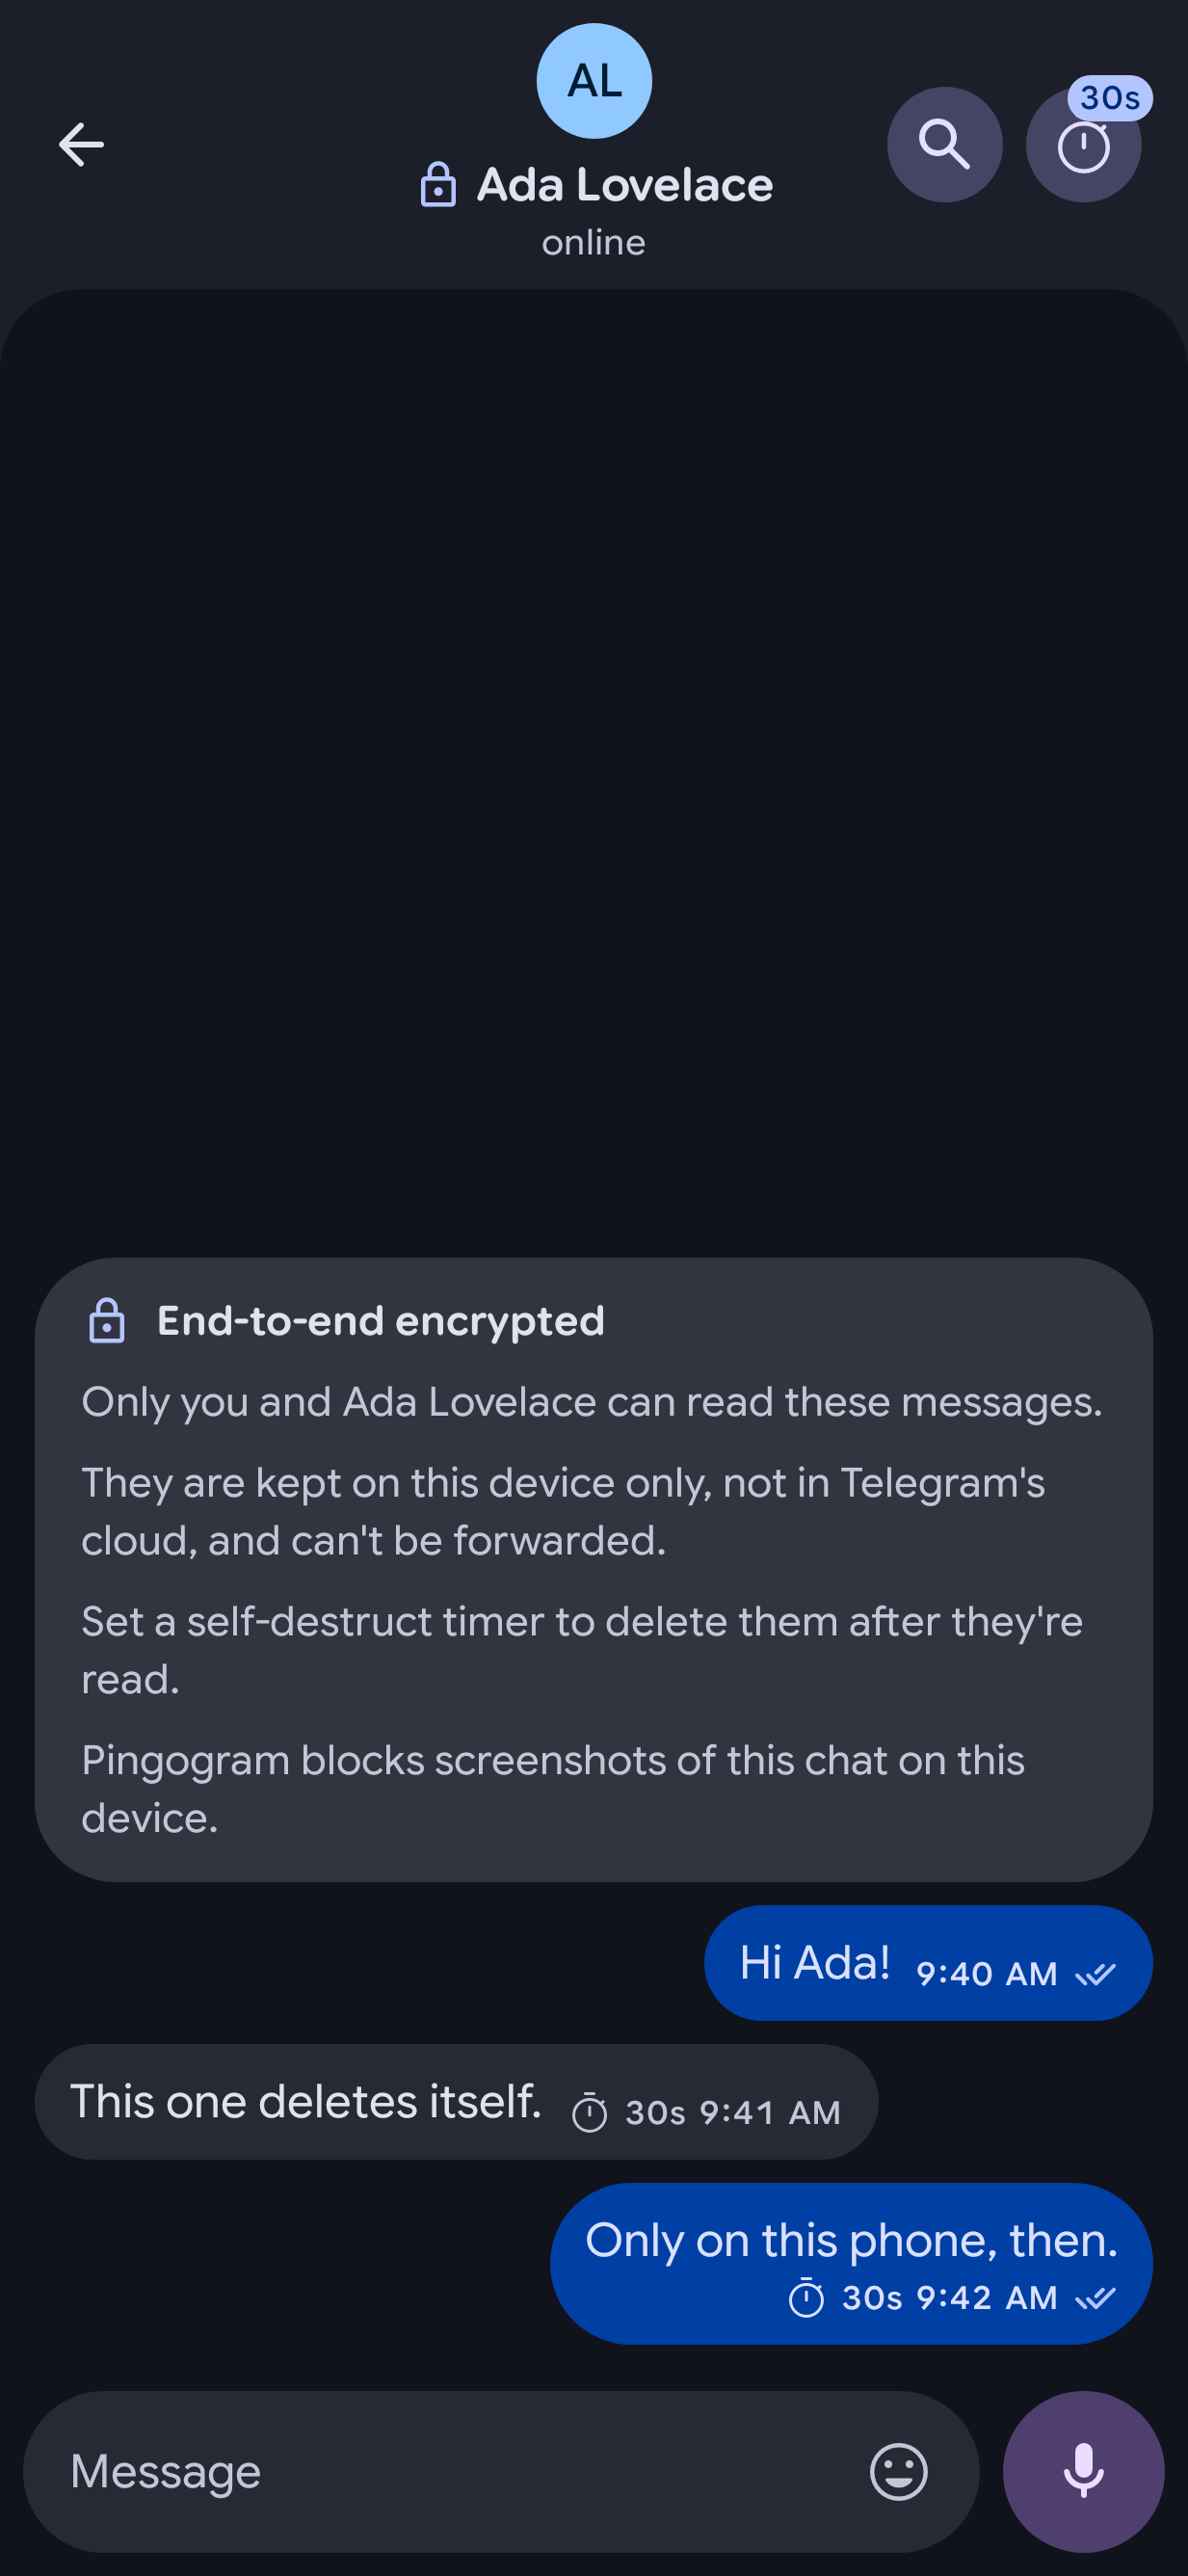 AL
30s
Ada Lovelace
online
End-to-end encrypted
Only you and Ada Lovelace can read these messages.
They are kept on this device only, not in Telegram's
cloud, and can't be forwarded.
Set a self-destruct timer to delete them after they're
read.
Pingogram blocks screenshots of this chat on this
device.
Hi Ada! 9:40 AM
This one deletes itself. 30s 9:41 AM
Only on this phone, then.
30s 9:42 AM
Message